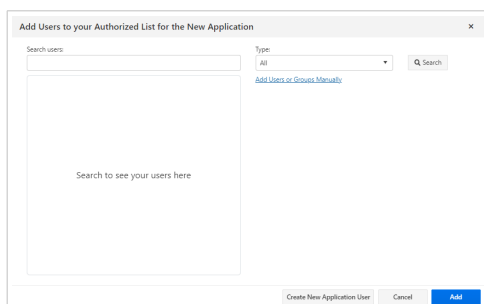 Add Users to your Authorized List for the New Application
Search users:
Type:
All
Search
Add Users or Groups Manually
Search to see your users here
Create New Application User
Cancel
Add